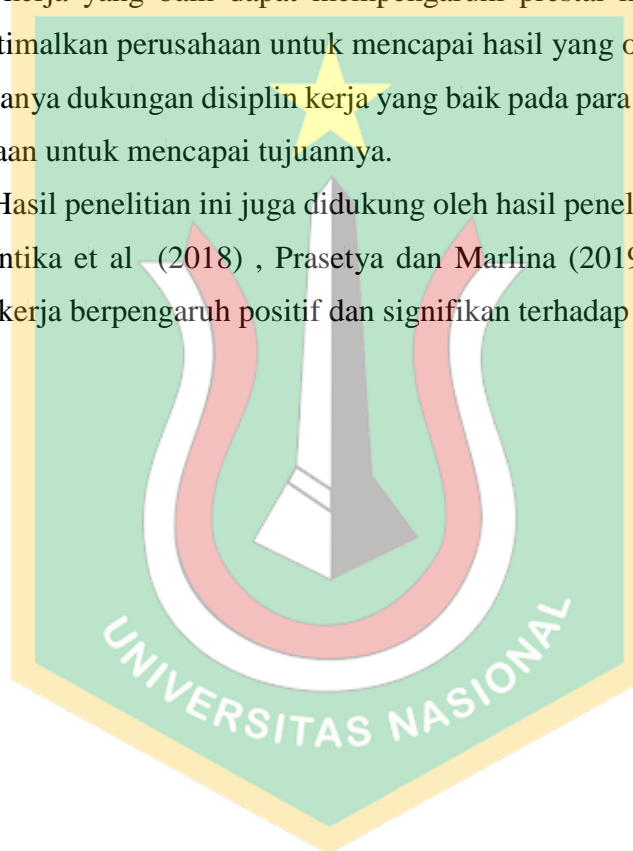 kerja yang baik dapat mempengaruhi
timalkan perusahaan untuk mencapai hasil yang o
anya dukungan disiplin kerja yang baik pada para
aan untuk mencapai tujuannya.
Hasil penelitian ini juga didukung oleh hasil penel
ntika et al (2018) , Prasetya dan Marlina (2019
kerja berpengaruh positif dan signifikan terhadap
UNIVERSITAS NASIONAL